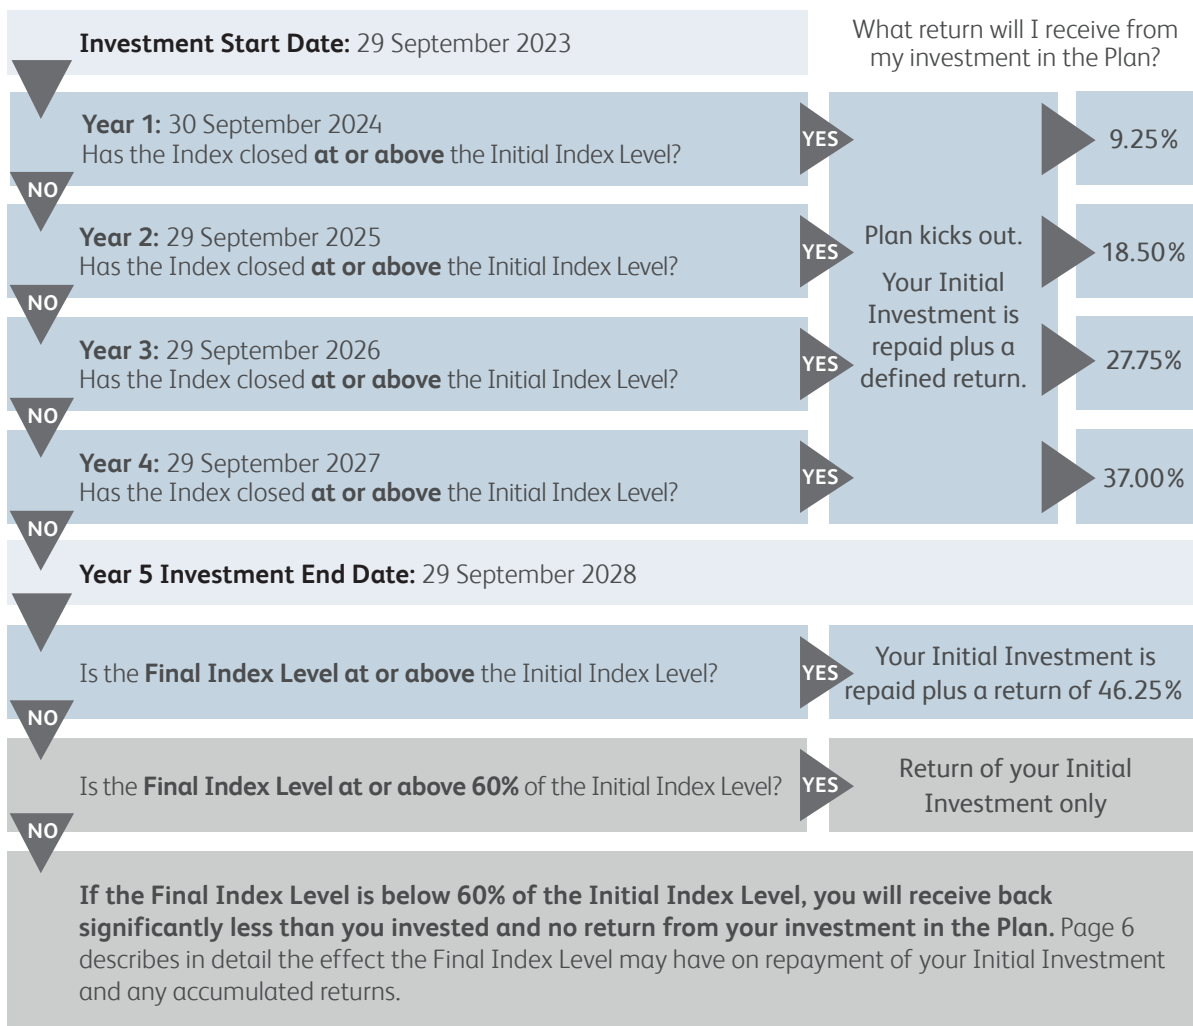 Investment Start Date: 29 September 2023
What return will I receive from
my investment in the Plan?
Year 1: 30 September 2024
Has the Index closed at or above the Initial Index Level?
YES
9.25%
NO
Year 2: 29 September 2025
Has the Index closed at or above the Initial Index Level?
YES
18.50%
NO
Year 3: 29 September 2026
Has the Index closed at or above the Initial Index Level?
YES
27.75%
NO
Year 4: 29 September 2027
Has the Index closed at or above the Initial Index Level?
YES
37.00%
NO
Plan kicks out.
Your Initial
Investment is
repaid plus a
defined return.
Year 5 Investment End Date: 29 September 2028
Is the Final Index Level at or above the Initial Index Level?
YES
Your Initial Investment is
repaid plus a return of 46.25%
NO
Is the Final Index Level at or above 60% of the Initial Index Level?
YES
Return of your Initial
Investment only
NO
If the Final Index Level is below 60% of the Initial Index Level, you will receive back
significantly less than you invested and no return from your investment in the Plan. Page 6
describes in detail the effect the Final Index Level may have on repayment of your Initial Investment
and any accumulated returns.